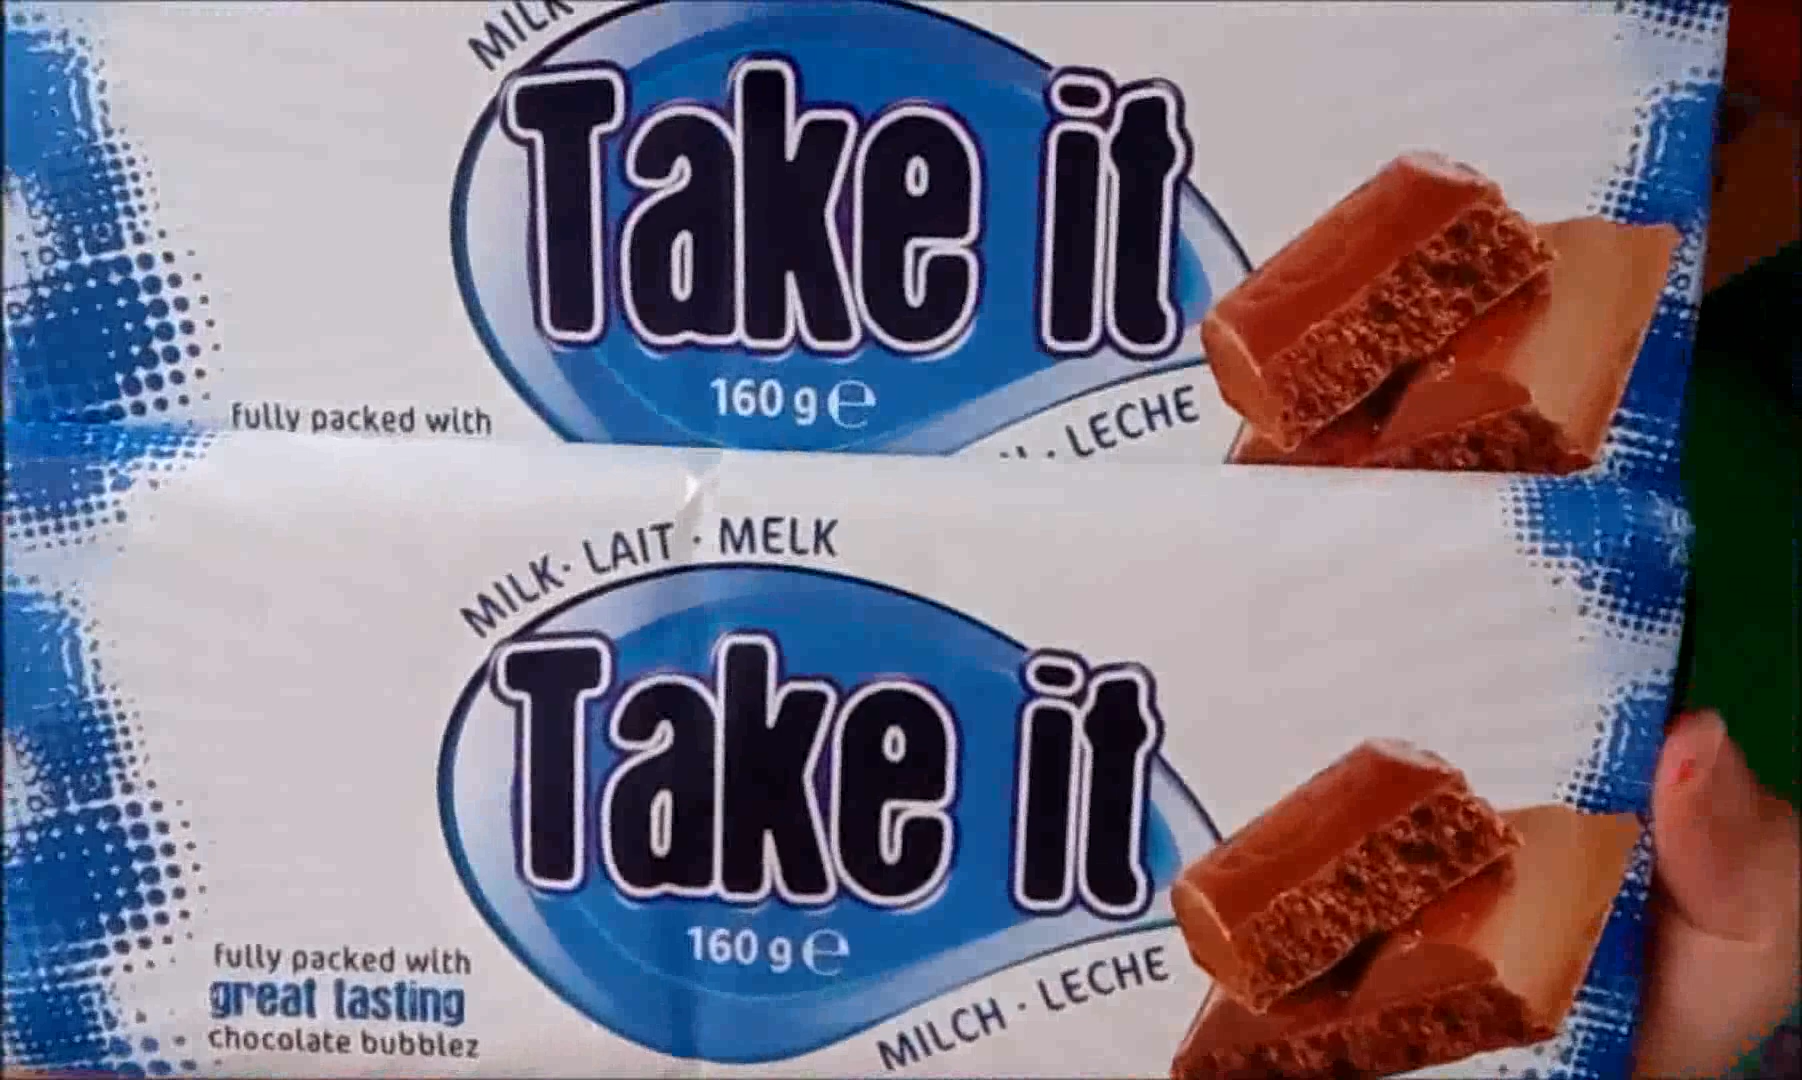 MILK
Take it
160 g e
fully packed with
LECHE
MILK · LAIT · MELK
Take it
160 g e
fully packed with
great tasting
chocolate bubblez
MILCH · LECHE